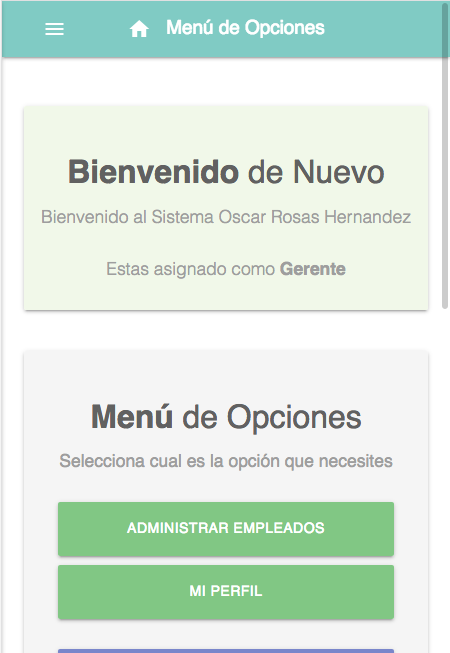 Menú de Opciones
Bienvenido de Nuevo
Bienvenido al Sistema Oscar Rosas Hernandez
Estas asignado como Gerente
Menú de Opciones
Selecciona cual es la opción que necesites
ADMINISTRAR EMPLEADOS
MI PERFIL